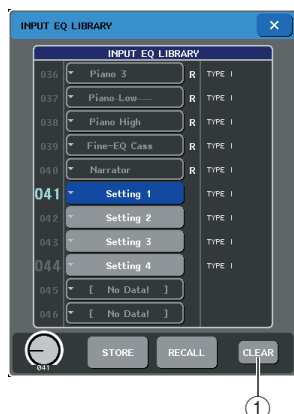 INPUT EQ LIBRARY ×
INPUT EQ LIBRARY
036 Piano 3 R TYPE I
037 Piano Low R TYPE I
038 Piano High R TYPE I
039 Fine-EQ Cass R TYPE I
040 Narrator R TYPE I
041 Setting 1 TYPE I
042 Setting 2 TYPE I
043 Setting 3 TYPE I
044 Setting 4 TYPE I
045 [ No Data! ]
046 [ No Data! ]
041 STORE RECALL CLEAR
1